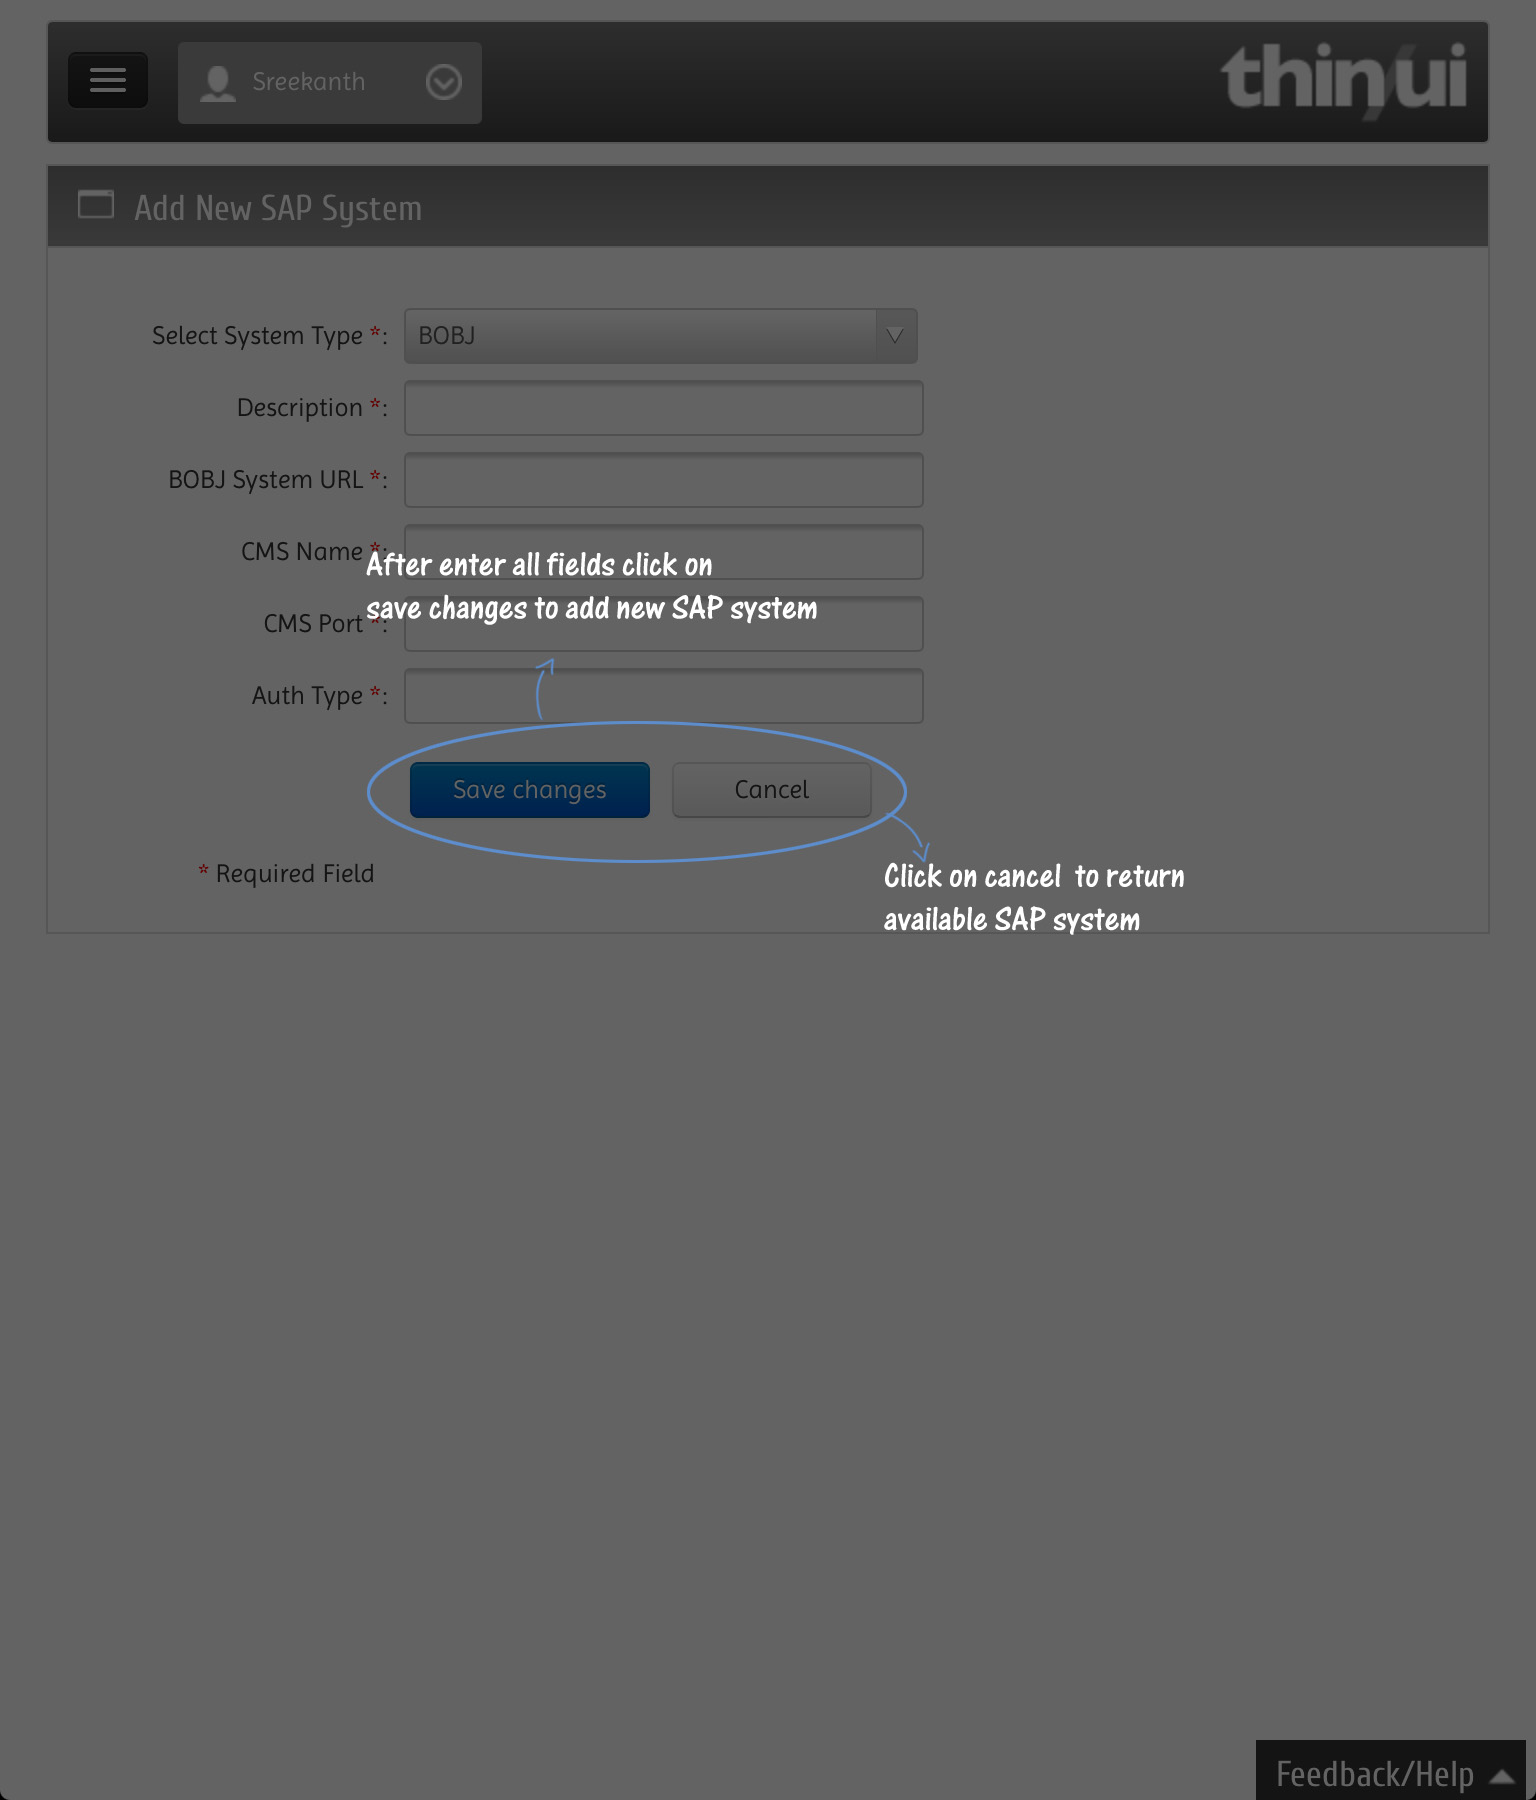 Sreekanth
thin/ui
Add New SAP System
Select System Type *:
BOBJ
Description *:
BOBJ System URL *:
CMS Name *:
After enter all fields click on
save changes to add new SAP system
CMS Port *:
Auth Type *:
Save changes
Cancel
* Required Field
Click on cancel to return
available SAP system
Feedback/Help